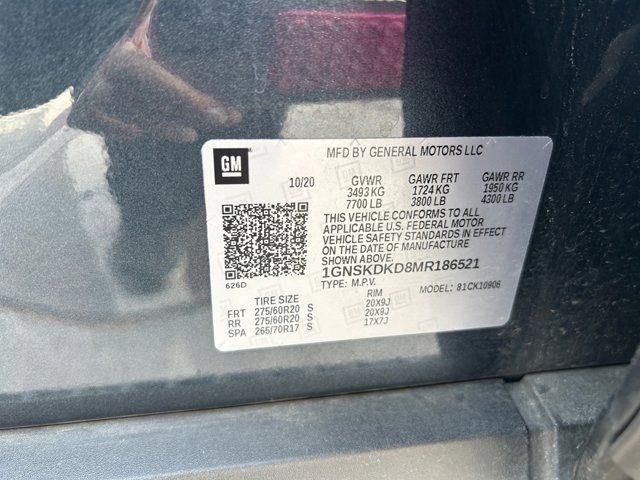 GM
MFD BY GENERAL MOTORS LLC
10/20 GVWR GAWR FRT GAWR RR
3493 KG 1724 KG 1950 KG
7700 LB 3800 LB 4300 LB
THIS VEHICLE CONFORMS TO ALL
APPLICABLE U.S. FEDERAL MOTOR
VEHICLE SAFETY STANDARDS IN EFFECT
ON THE DATE OF MANUFACTURE
SHOWN ABOVE.
1GNSKDKD8MR186521
626D TYPE: M.P.V. MODEL: 81CK10906
TIRE SIZE RIM
FRT 275/60R20 S 20X9J
RR 275/60R20 S 20X9J
SPA 265/70R17 S 17X7J